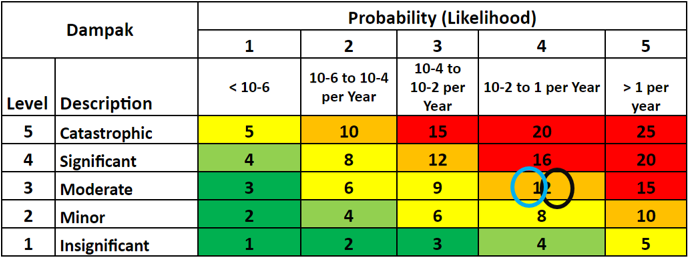 Dampak Probability (Likelihood)
1 2 3 4 5
Level Description < 10-6 10-6 to 10-4 per Year 10-4 to 10-2 per Year 10-2 to 1 per Year > 1 per year
5 Catastrophic 5 10 15 20 25
4 Significant 4 8 12 16 20
3 Moderate 3 6 9 12 15
2 Minor 2 4 6 8 10
1 Insignificant 1 2 3 4 5